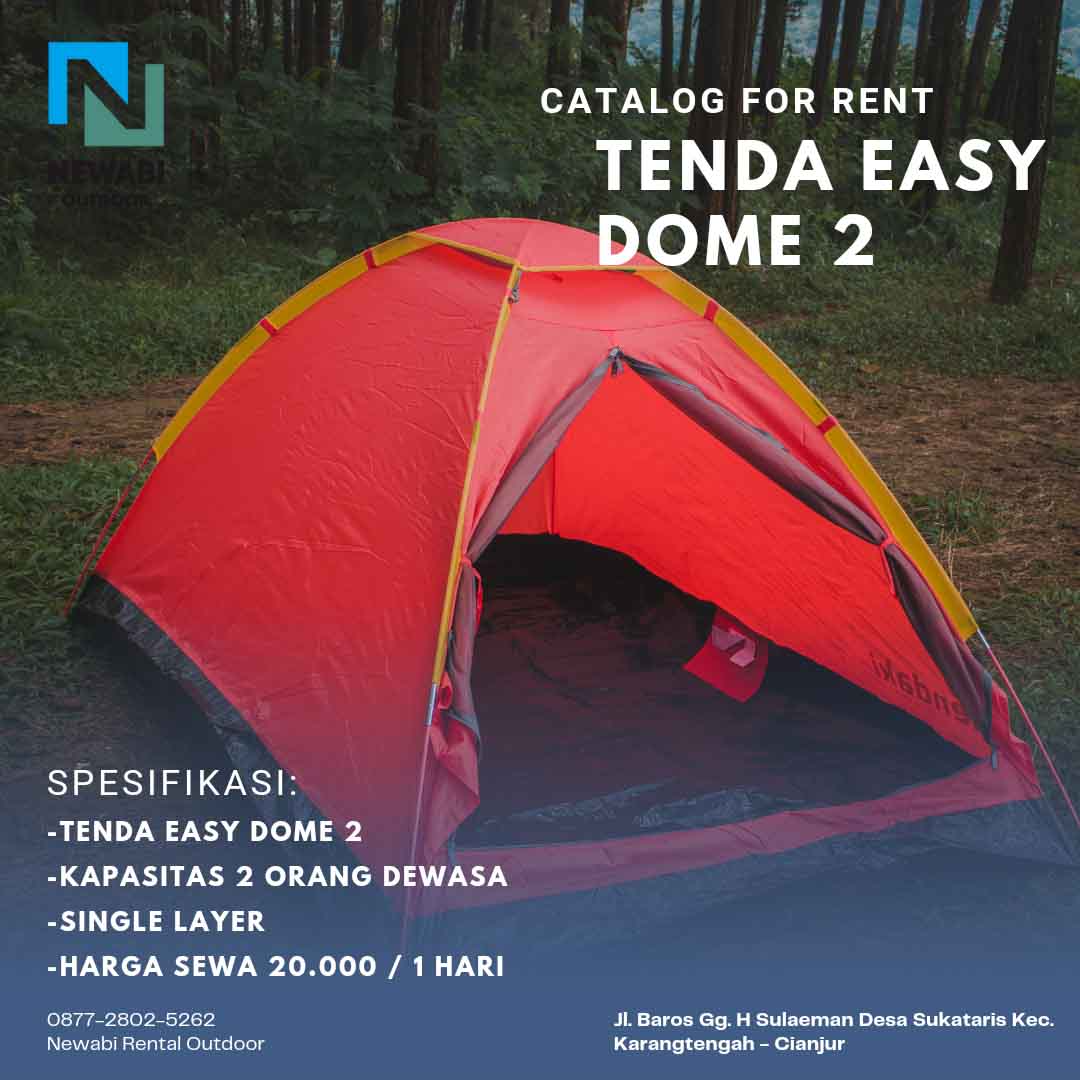 NEWABI
OUTDOOR
CATALOG FOR RENT
TENDA EASY
DOME 2
endaki
SPESIFIKASI:
-TENDA EASY DOME 2
-KAPASITAS 2 ORANG DEWASA
-SINGLE LAYER
-HARGA SEWA 20.000 / 1 HARI
0877-2802-5262
Newabi Rental Outdoor
Jl. Baros Gg. H Sulaeman Desa Sukataris Kec.
Karangtengah - Cianjur